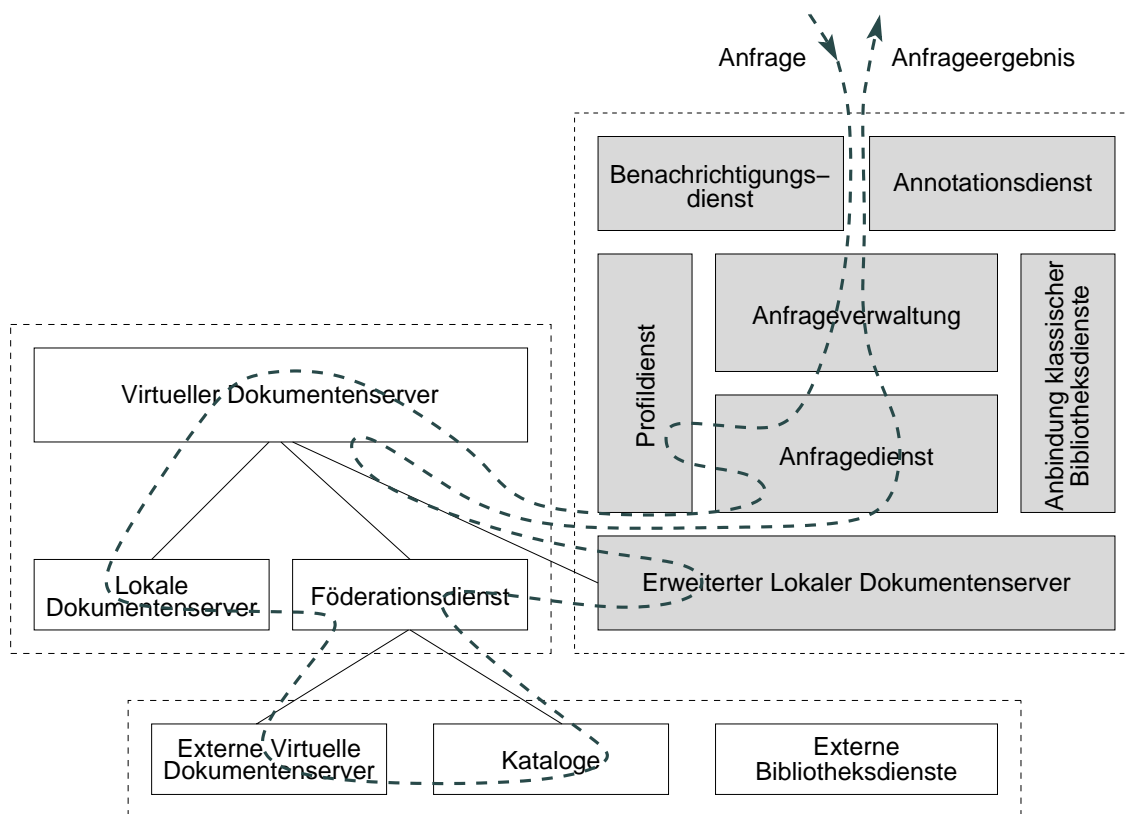 Anfrage
Anfrageergebnis
Benachrichtigungs–
dienst
Annotationsdienst
Profildienst
Anfrageverwaltung
Anbindung klassischer
Bibliotheksdienste
Anfragedienst
Virtueller Dokumentenserver
Lokale
Dokumentenserver
Föderationsdienst
Erweiterter Lokaler Dokumentenserver
Externe Virtuelle
Dokumentenserver
Kataloge
Externe
Bibliotheksdienste